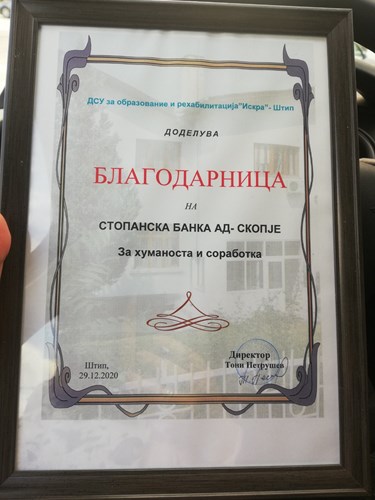 ДСУ за образование и рехабилитација"Искра"- Штип
ДОДЕЛУВА
БЛАГОДАРНИЦА
НА
СТОПАНСКА БАНКА АД- СКОПЈЕ
За хуманоста и соработка
Штип,
29.12.2020
Директор
Тони Петрушев